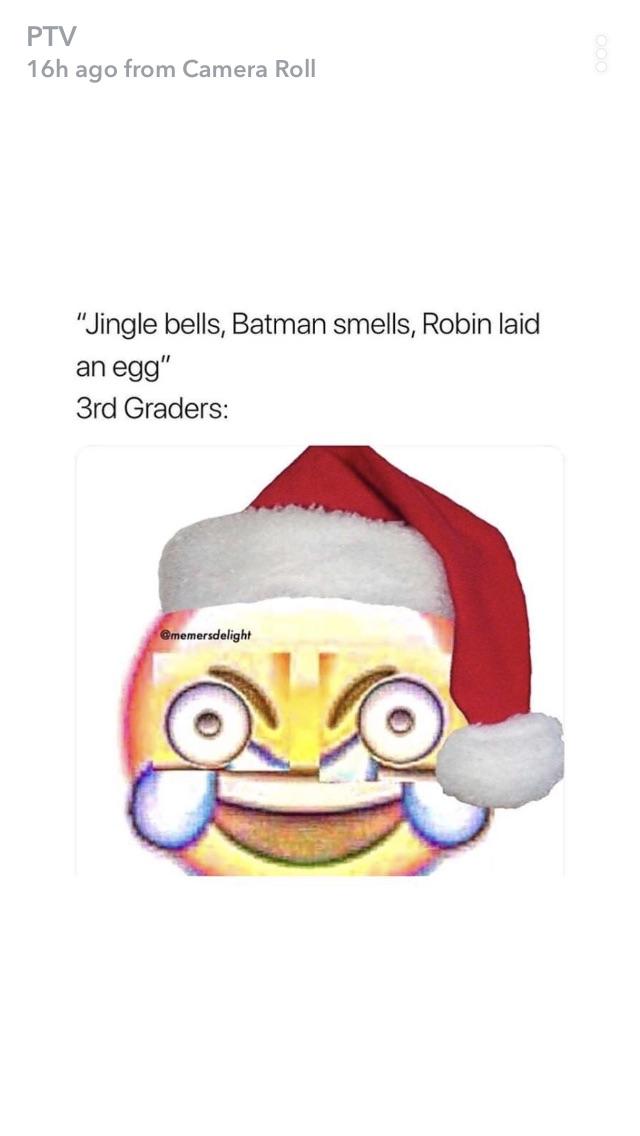 PTV
16h ago from Camera Roll
“Jingle bells, Batman smells, Robin laid
an egg”
3rd Graders:
@memersdelight